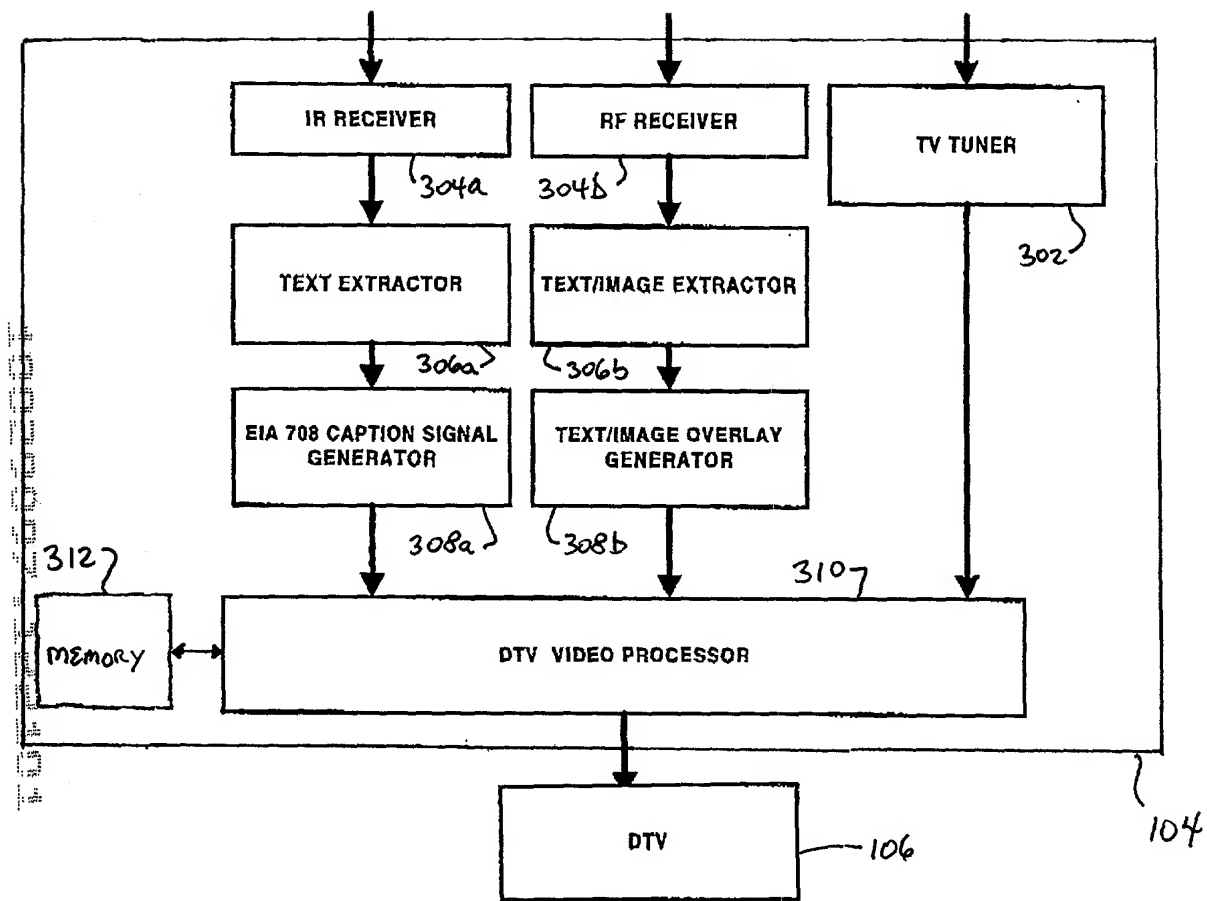 IR RECEIVER
RF RECEIVER
TV TUNER
304a
304b
302
TEXT EXTRACTOR
TEXT/IMAGE EXTRACTOR
306a
306b
EIA 708 CAPTION SIGNAL
GENERATOR
TEXT/IMAGE OVERLAY
GENERATOR
308a
308b
312
310
MEMORY
DTV VIDEO PROCESSOR
104
DTV
106